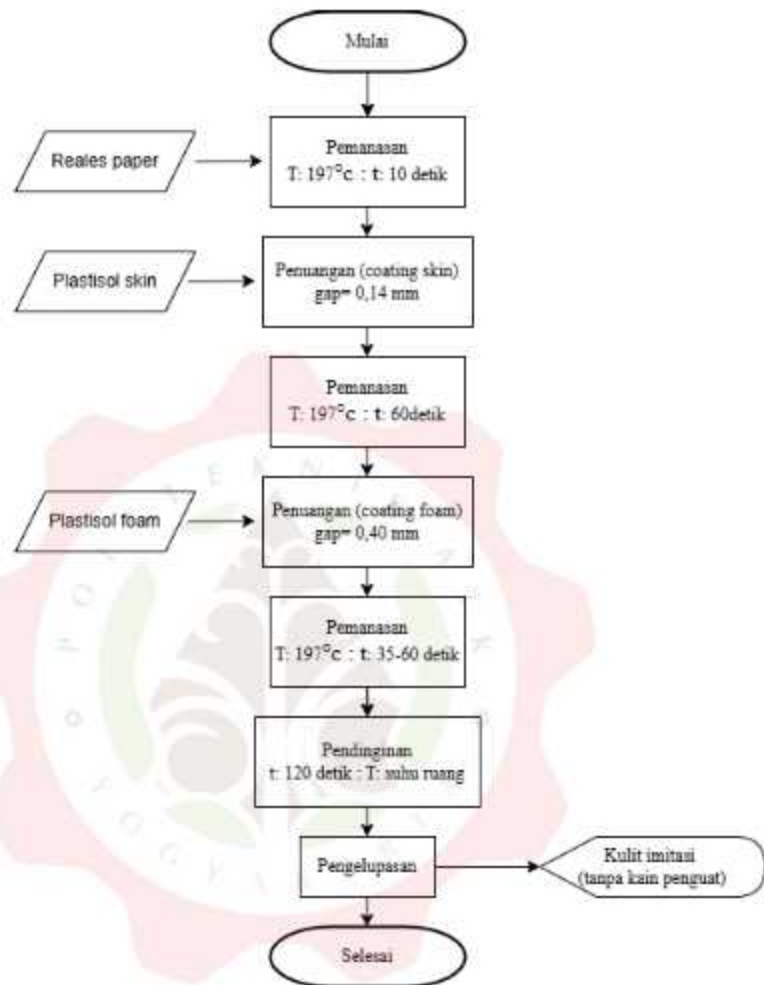 Mulai
Reales paper
Pemanasan
T: 197°c : t: 10 detik
Plastisol skin
Penuangan (coating skin)
gap= 0,14 mm
Pemanasan
T: 197°c : t: 60detik
Plastisol foam
Penuangan (coating foam)
gap= 0,40 mm
Pemanasan
T: 197°c : t: 35-60 detik
Pendinginan
t: 120 detik : T: suhu ruang
Pengelupasan
Kulit imitasi
(tanpa kain penguat)
Selesai